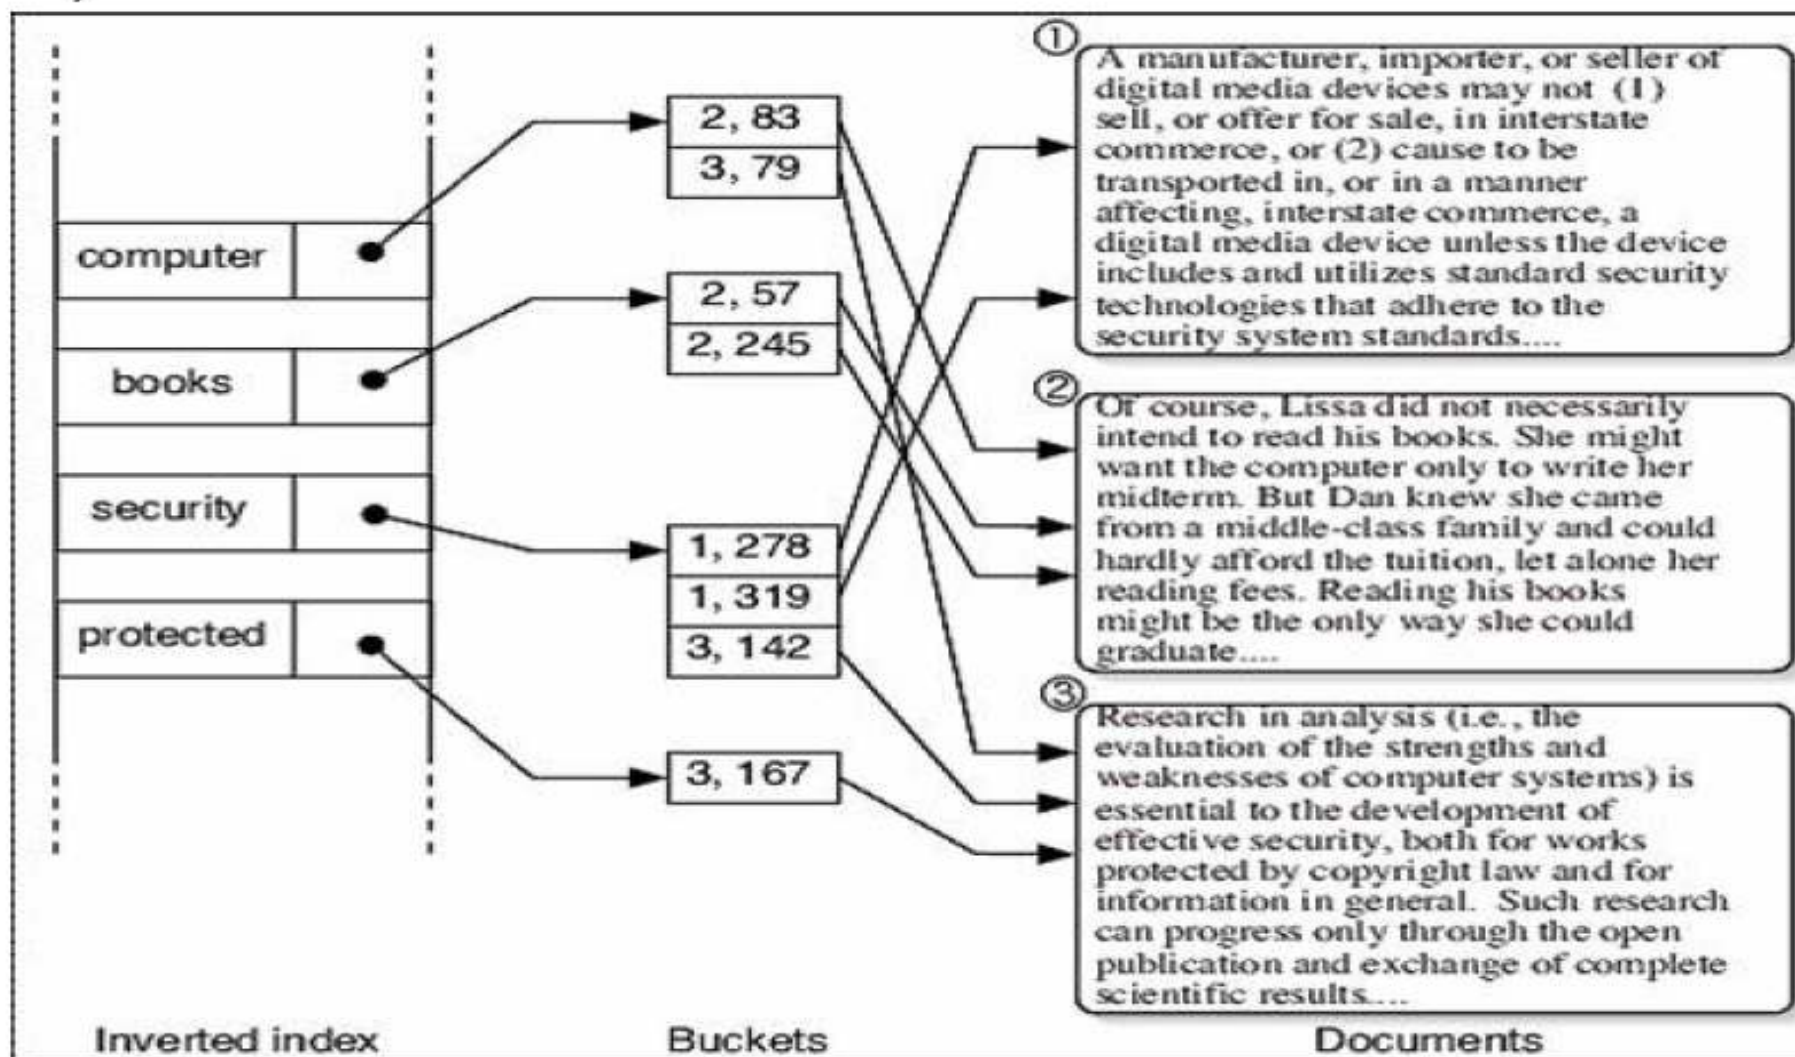 computer
books
security
protected
Inverted index
2, 83
3, 79
2, 57
2, 245
1, 278
1, 319
3, 142
3, 167
Buckets
①
A manufacturer, importer, or seller of
digital media devices may not (1)
sell, or offer for sale, in interstate
commerce, or (2) cause to be
transported in, or in a manner
affecting, interstate commerce, a
digital media device unless the device
includes and utilizes standard security
technologies that adhere to the
security system standards....
②
Of course, Lissa did not necessarily
intend to read his books. She might
want the computer only to write her
midterm. But Dan knew she came
from a middle-class family and could
hardly afford the tuition, let alone her
reading fees. Reading his books
might be the only way she could
graduate....
③
Research in analysis (i.e., the
evaluation of the strengths and
weaknesses of computer systems) is
essential to the development of
effective security, both for works
protected by copyright law and for
information in general. Such research
can progress only through the open
publication and exchange of complete
scientific results....
Documents